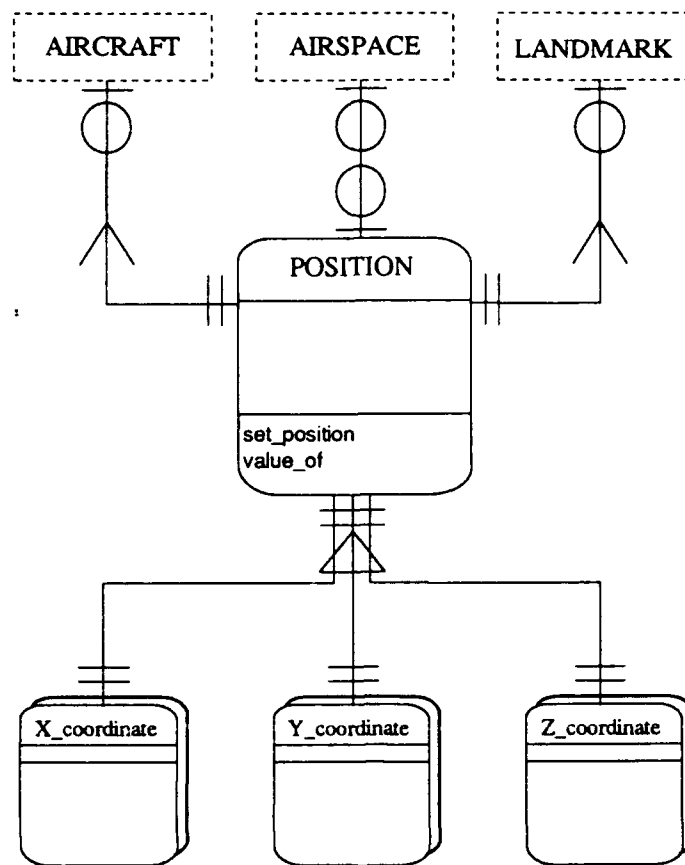 AIRCRAFT
AIRSPACE
LANDMARK
POSITION
set_position
value_of
X_coordinate
Y_coordinate
Z_coordinate